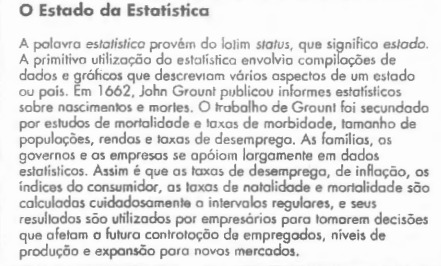 O Estado da Estatística
A palavra estatística provém do latim status, que significa estado.
A primitiva utilização da estatística envolvia compilações de
dados e gráficos que descreviam vários aspectos de um estado
ou país. Em 1662, John Graunt publicou informes estatísticos
sobre nascimentos e mortes. O trabalho de Graunt foi secundado
por estudos de mortalidade e taxas de morbidade, tamanho de
populações, rendas e taxas de desemprego. As famílias, os
governos e as empresas se apóiam largamente em dados
estatísticos. Assim é que as taxas de desemprego, de inflação, os
índices do consumidor, as taxas de natalidade e mortalidade são
calculadas cuidadosamente a intervalos regulares, e seus
resultados são utilizados por empresários para tomarem decisões
que afetam a futura contratação de empregados, níveis de
produção e expansão para novos mercados.